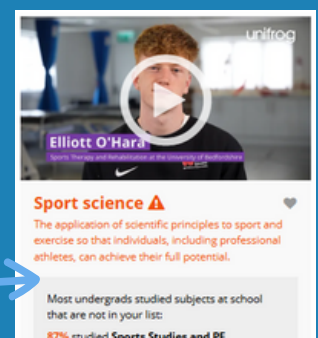 unifrog
Elliott O'Hara
Sports Therapy and Rehabilitation at the University of Bedfordshire
Sport science
The application of scientific principles to sport and
exercise so that individuals, including professional
athletes, can achieve their full potential.
Most undergrads studied subjects at school
that are not in your list:
87% studied Sports Studies and PE